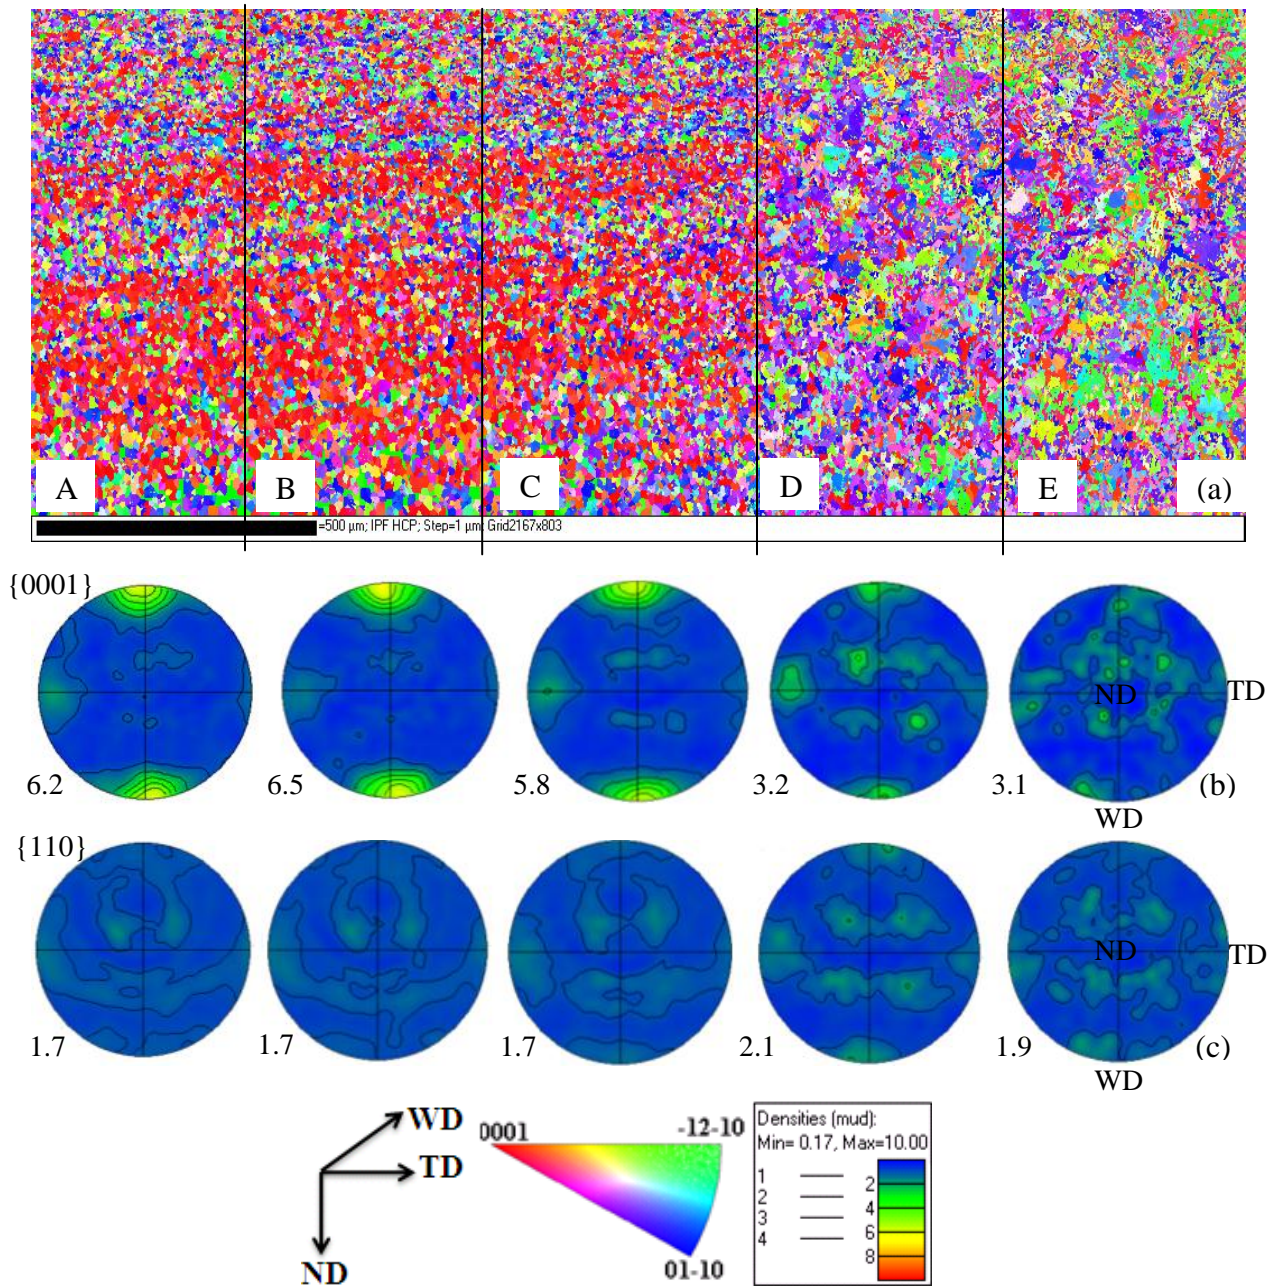 A B C D E (a)
=500 µm; IPF HCP; Step=1 µm; Grid2167x803
{0001}
ND TD
6.2 6.5 5.8 3.2 3.1 (b)
WD
{110}
ND TD
1.7 1.7 1.7 2.1 1.9 (c)
WD
WD
TD
ND
0001 -12-10
01-10
Densities (mud):
Min= 0.17, Max=10.00
1
2 2
3 4
4 6
8